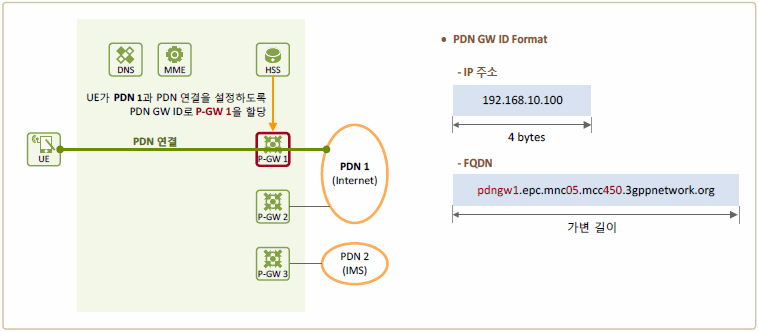 DNS
MME
HSS
UE가 PDN 1과 PDN 연결을 설정하도록
PDN GW ID로 P-GW 1을 할당
UE
PDN 연결
P-GW 1
PDN 1
(Internet)
P-GW 2
P-GW 3
PDN 2
(IMS)
• PDN GW ID Format
- IP 주소
192.168.10.100
4 bytes
- FQDN
pdngw1.epc.mnc05.mcc450.3gppnetwork.org
가변 길이